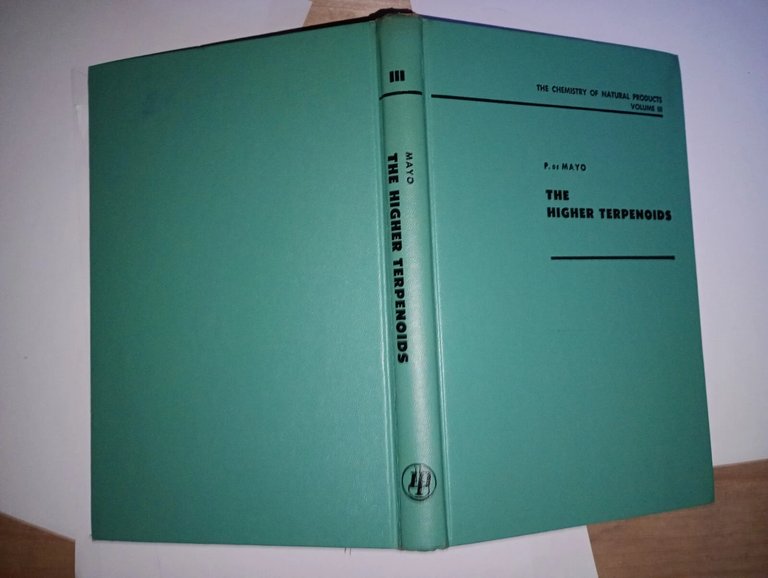 III
MAYO
THE HIGHER TERPENOIDS
THE CHEMISTRY OF NATURAL PRODUCTS
VOLUME III
P. DE MAYO
THE
HIGHER TERPENOIDS